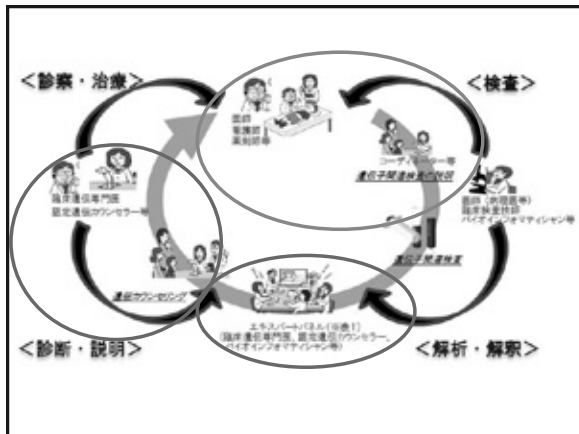 ＜診察・治療＞
＜検査＞
医師
看護師
薬剤師等
コーディネーター等
遺伝子関連検査の説明
臨床遺伝専門医
認定遺伝カウンセラー等
医師（病理医等）
臨床検査技師
バイオインフォマティシャン等
遺伝子関連検査
遺伝カウンセリング
エキスパートパネル（※表1）
（臨床遺伝専門医、認定遺伝カウンセラー、
バイオインフォマティシャン等）
＜診断・説明＞
＜解析・解釈＞